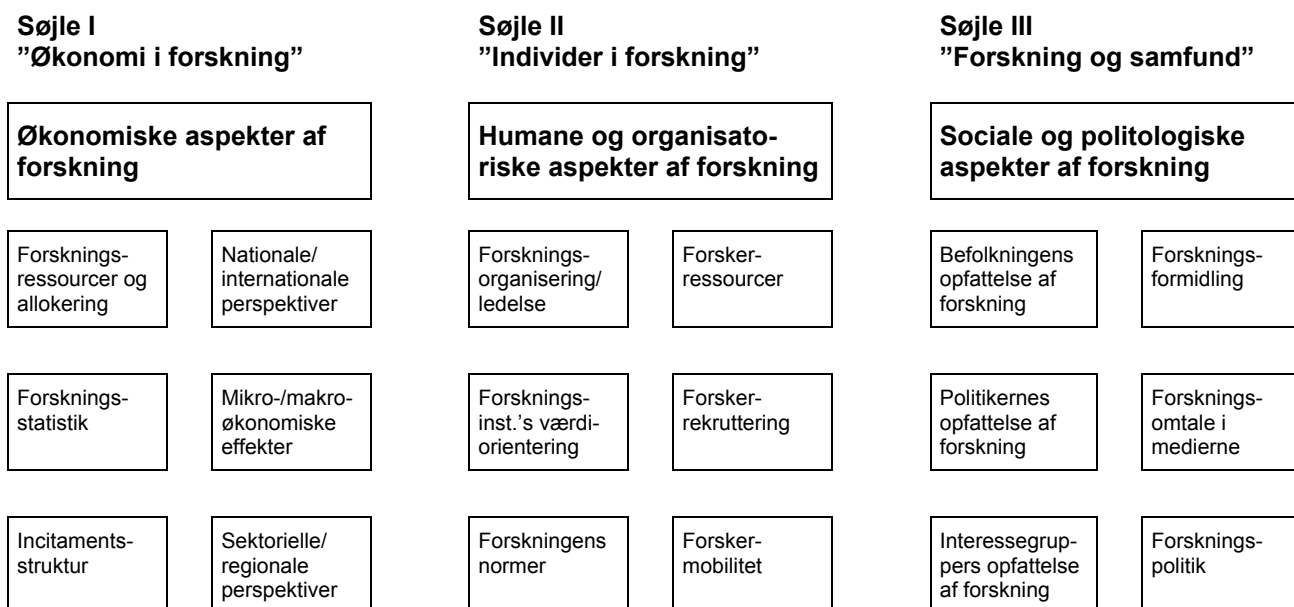 Søjle I
”Økonomi i forskning”
Søjle II
”Individer i forskning”
Søjle III
”Forskning og samfund”
Økonomiske aspekter af
forskning
Humane og organisato-
riske aspekter af forskning
Sociale og politologiske
aspekter af forskning
Forsknings-
ressourcer og
allokering
Nationale/
internationale
perspektiver
Forsknings-
organisering/
ledelse
Forsker-
ressourcer
Befolkningens
opfattelse af
forskning
Forsknings-
formidling
Forsknings-
statistik
Mikro-/makro-
økonomiske
effekter
Forsknings-
inst.’s værdi-
orientering
Forsker-
rekruttering
Politikernes
opfattelse af
forskning
Forsknings-
omtale i
medierne
Incitaments-
struktur
Sektorielle/
regionale
perspektiver
Forskningens
normer
Forsker-
mobilitet
Interessegrup-
pers opfattelse
af forskning
Forsknings-
politik